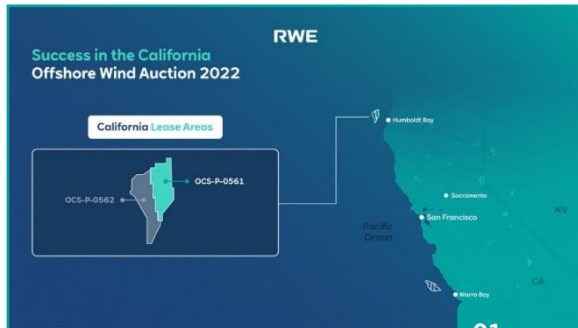 RWE
Success in the California
Offshore Wind Auction 2022
California Lease Areas
OCS-P-0561
OCS-P-0562
Humboldt Bay
Sacramento
San Francisco
Pacific
Ocean
NV
CA
Morro Bay